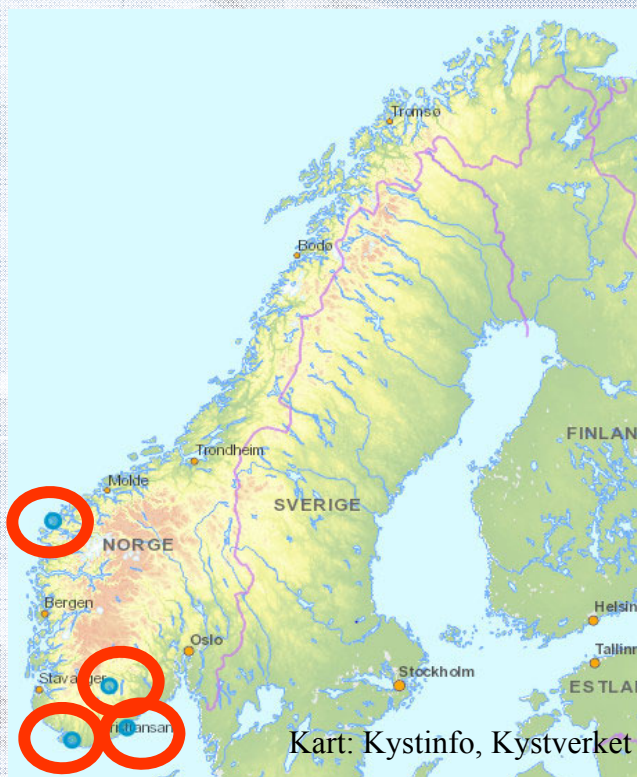 Tromsø
Bodø
Trondheim
FINLAN
Molde
SVERIGE
NORGE
Bergen
Helsin
Oslo
Tallinn
Stockholm
ESTLAN
Kart: Kystinfo, Kystverket